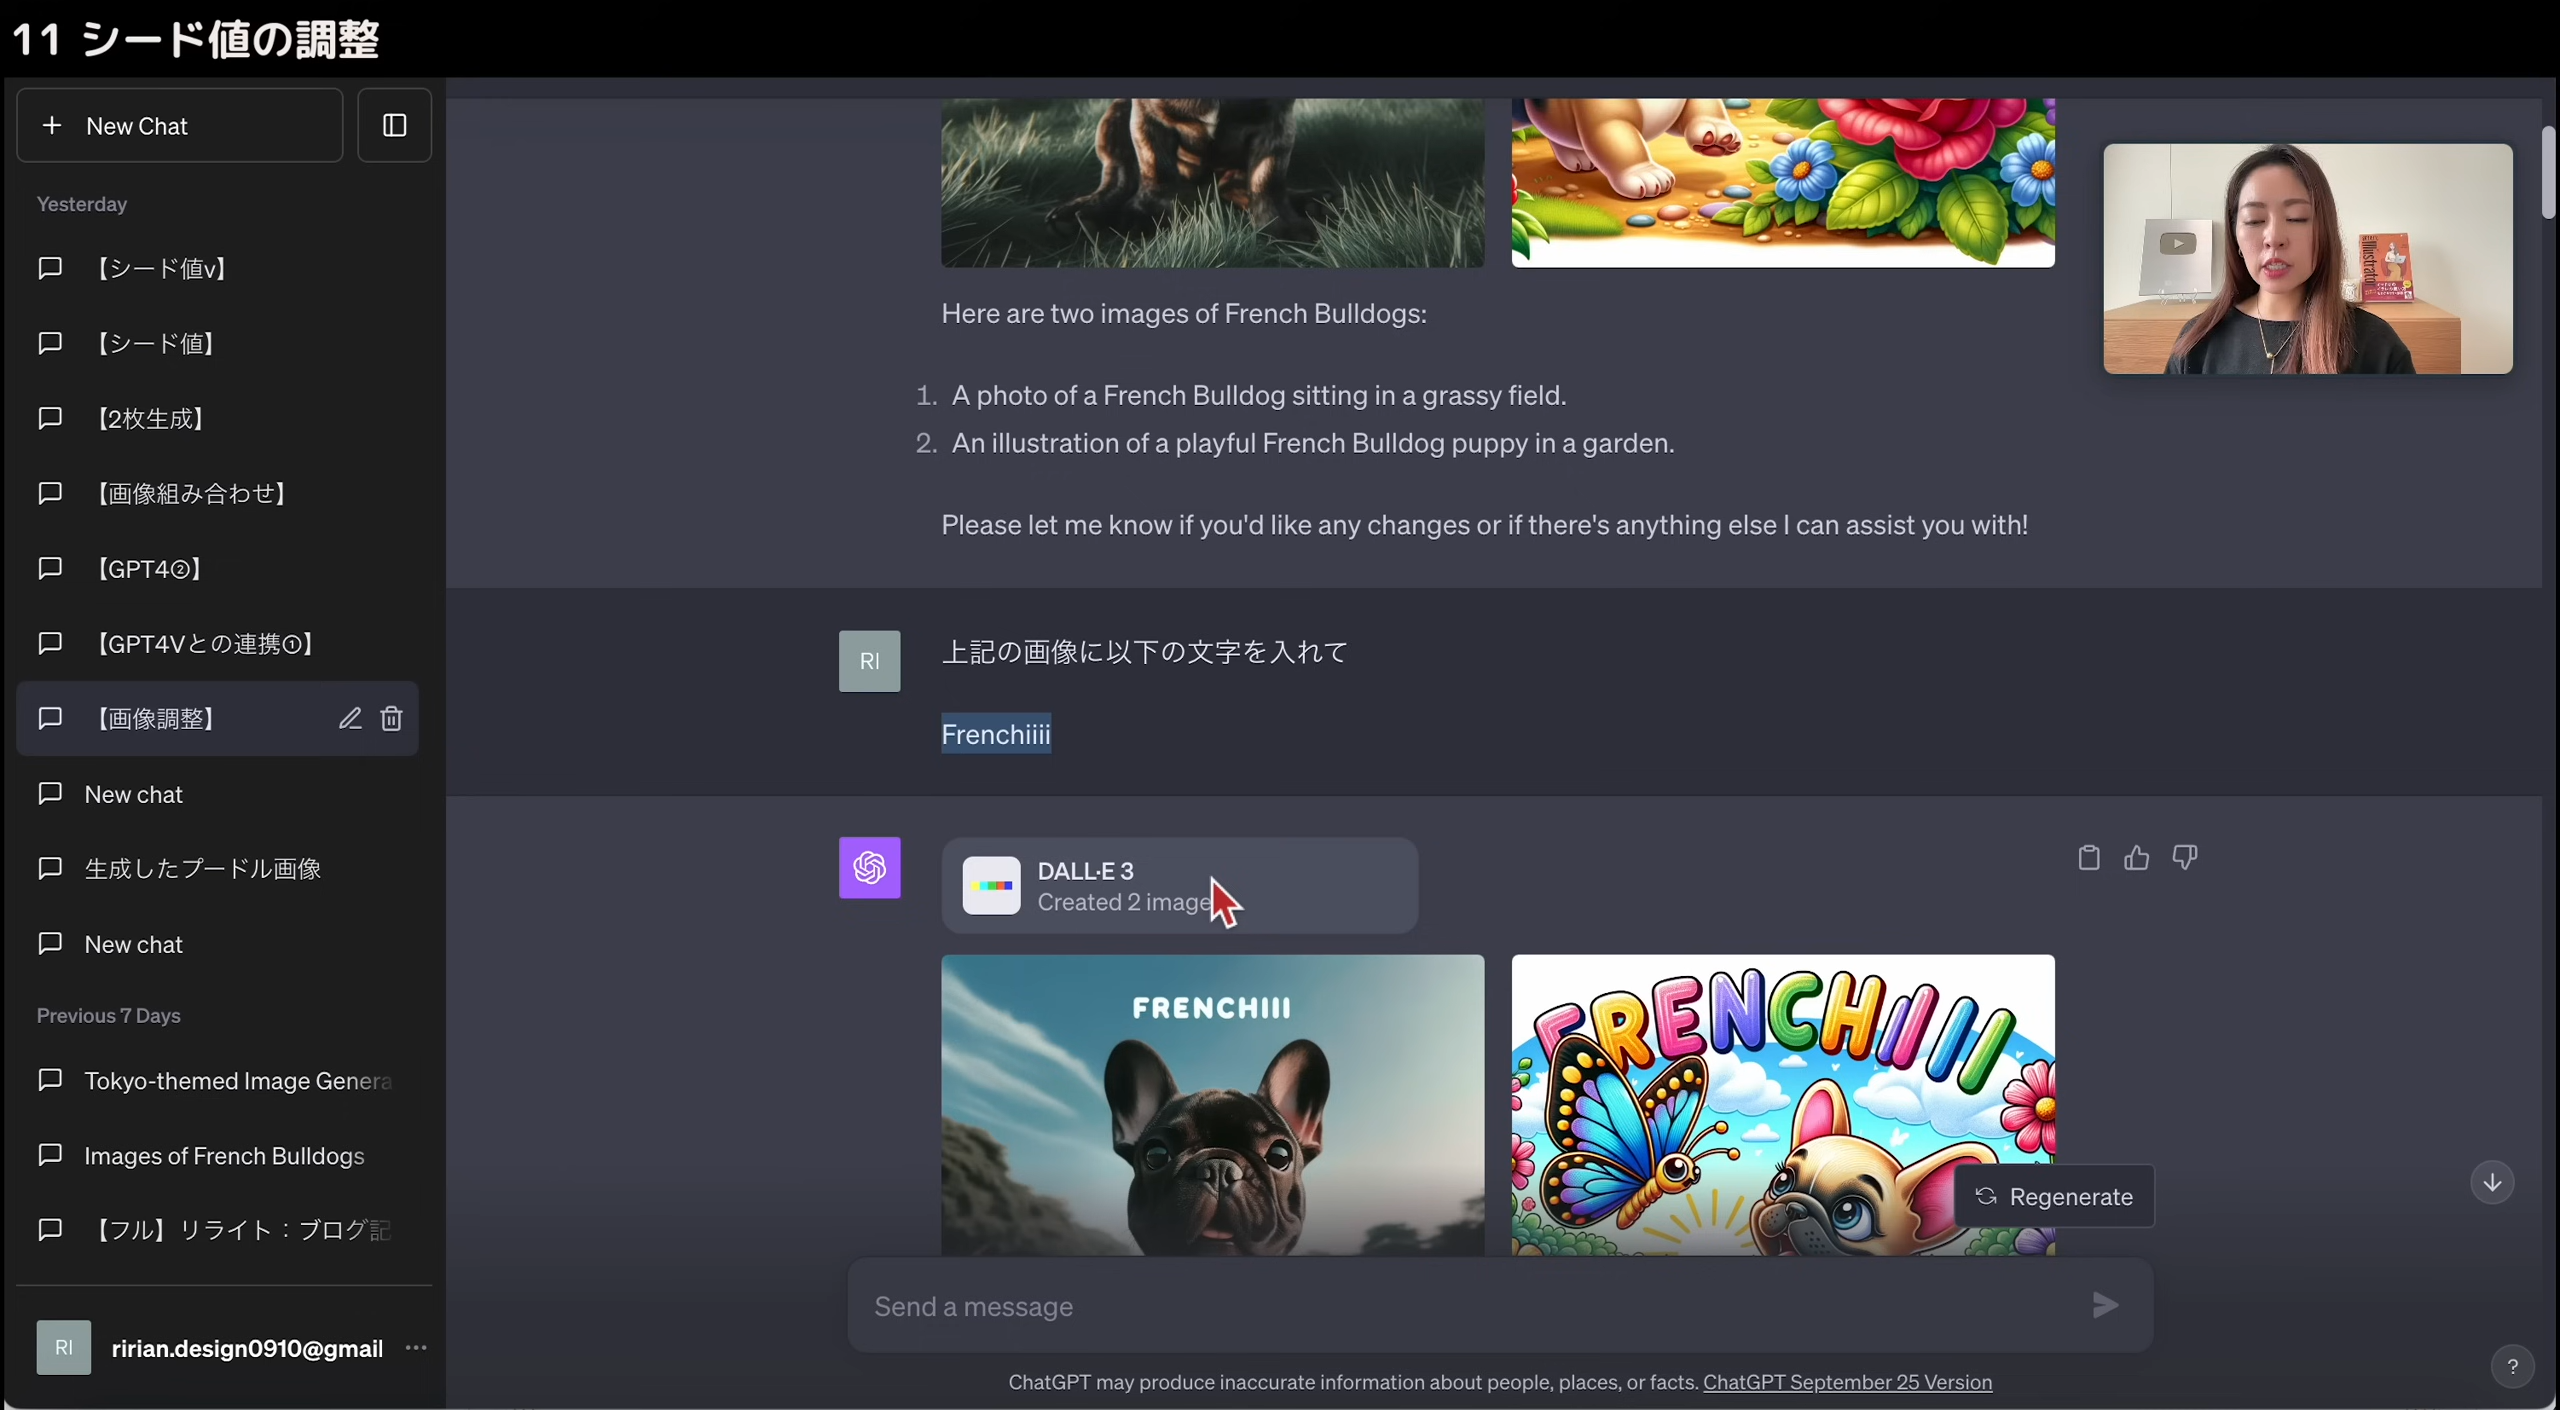 11 シード値の調整
New Chat
Yesterday
【シード値v】
【シード値】
【2枚生成】
【画像組み合わせ】
【GPT4②】
【GPT4Vとの連携①】
【画像調整】
New chat
生成したプードル画像
New chat
Previous 7 Days
Tokyo-themed Image Genera
Images of French Bulldogs
【フル】リライト：ブログ記
RI
ririan.design0910@gmail
Here are two images of French Bulldogs:
1. A photo of a French Bulldog sitting in a grassy field.
2. An illustration of a playful French Bulldog puppy in a garden.
Please let me know if you'd like any changes or if there's anything else I can assist you with!
RI
上記の画像に以下の文字を入れて
Frenchiiii
DALL·E 3
Created 2 image
FRENCHIII
FRENCHIIII
Regenerate
Send a message
ChatGPT may produce inaccurate information about people, places, or facts. ChatGPT September 25 Version
?
Illustrator